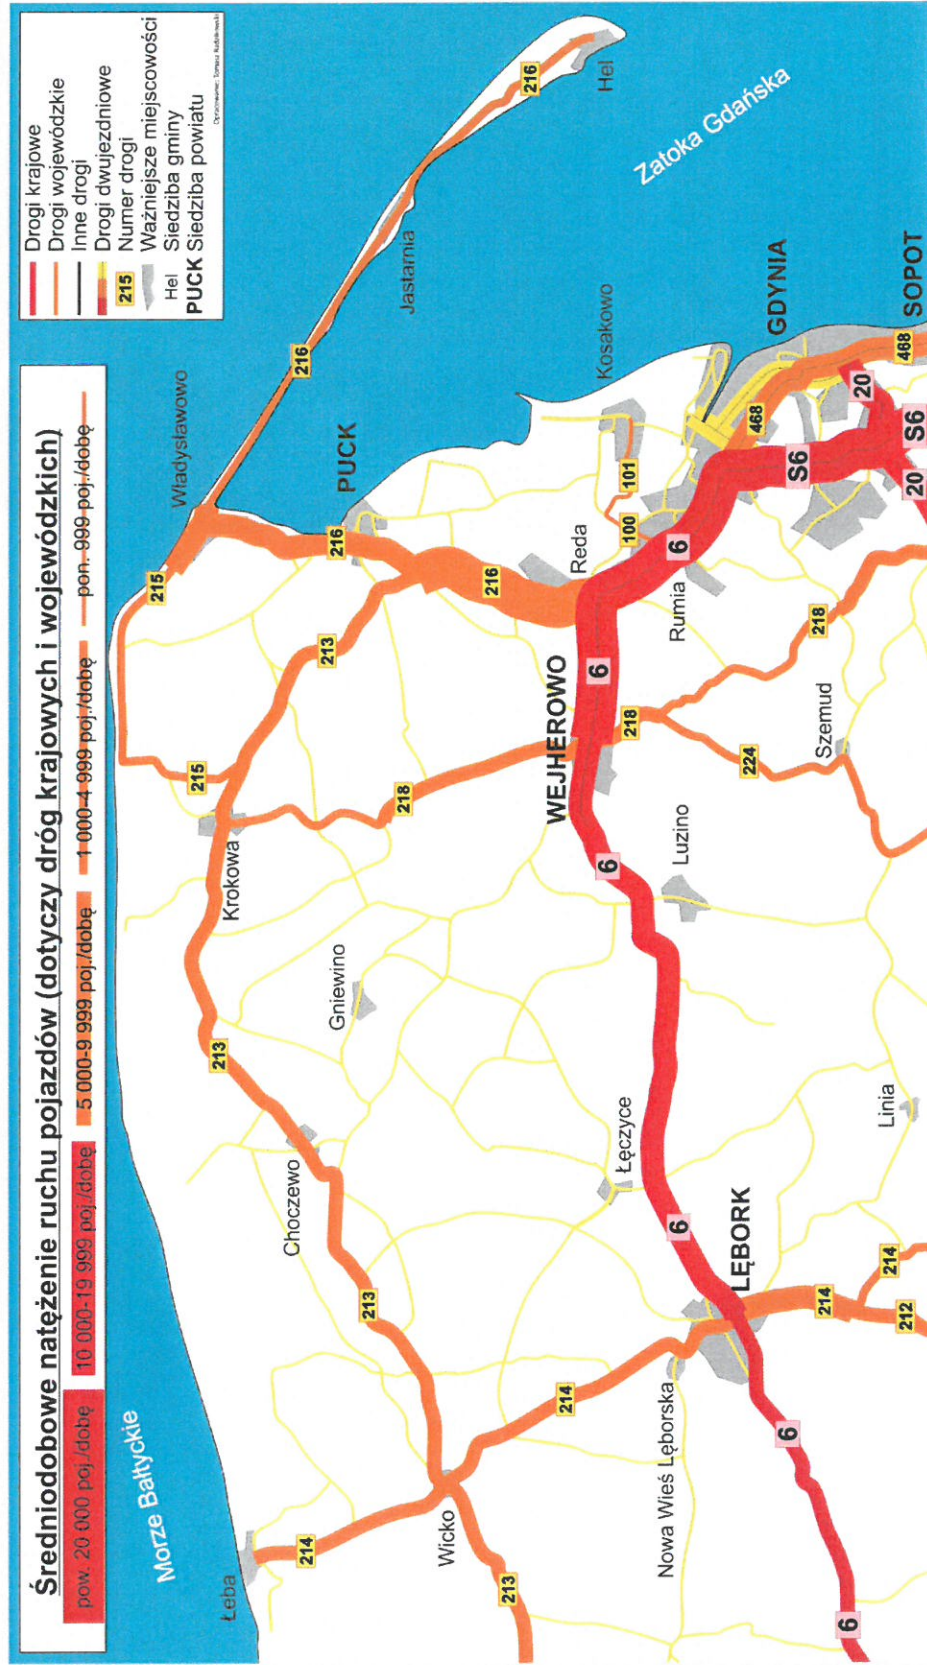 Średniodobowe natężenie ruchu pojazdów (dotyczy dróg krajowych i wojewódzkich)
pow. 20 000 poj./dobę
10 000-19 999 poj./dobę
5 000-9 999 poj./dobę
1 000-4 999 poj./dobę
pon. 999 poj./dobę
Drogi krajowe
Drogi wojewódzkie
Inne drogi
Drogi dwujezdniowe
215 Numer drogi
Ważniejsze miejscowości
Hel Siedziba gminy
PUCK Siedziba powiatu
Opracowanie: Tomasz Radzikowski
Morze Bałtyckie
Łeba
214
Wicko
213
213
Choczewo
213
Gniewino
Krokowa
215
213
218
215
Władysławowo
216
PUCK
216
216
Jastarnia
216
Hel
Zatoka Gdańska
214
Nowa Wieś Lęborska
LĘBORK
6
6
6
214
214
212
Łęczyce
Linia
6
Luzino
WEJHEROWO
6
218
224
Szemud
218
Reda
Rumia
6
100
101
Kosakowo
468
GDYNIA
S6
20
20
S6
468
SOPOT